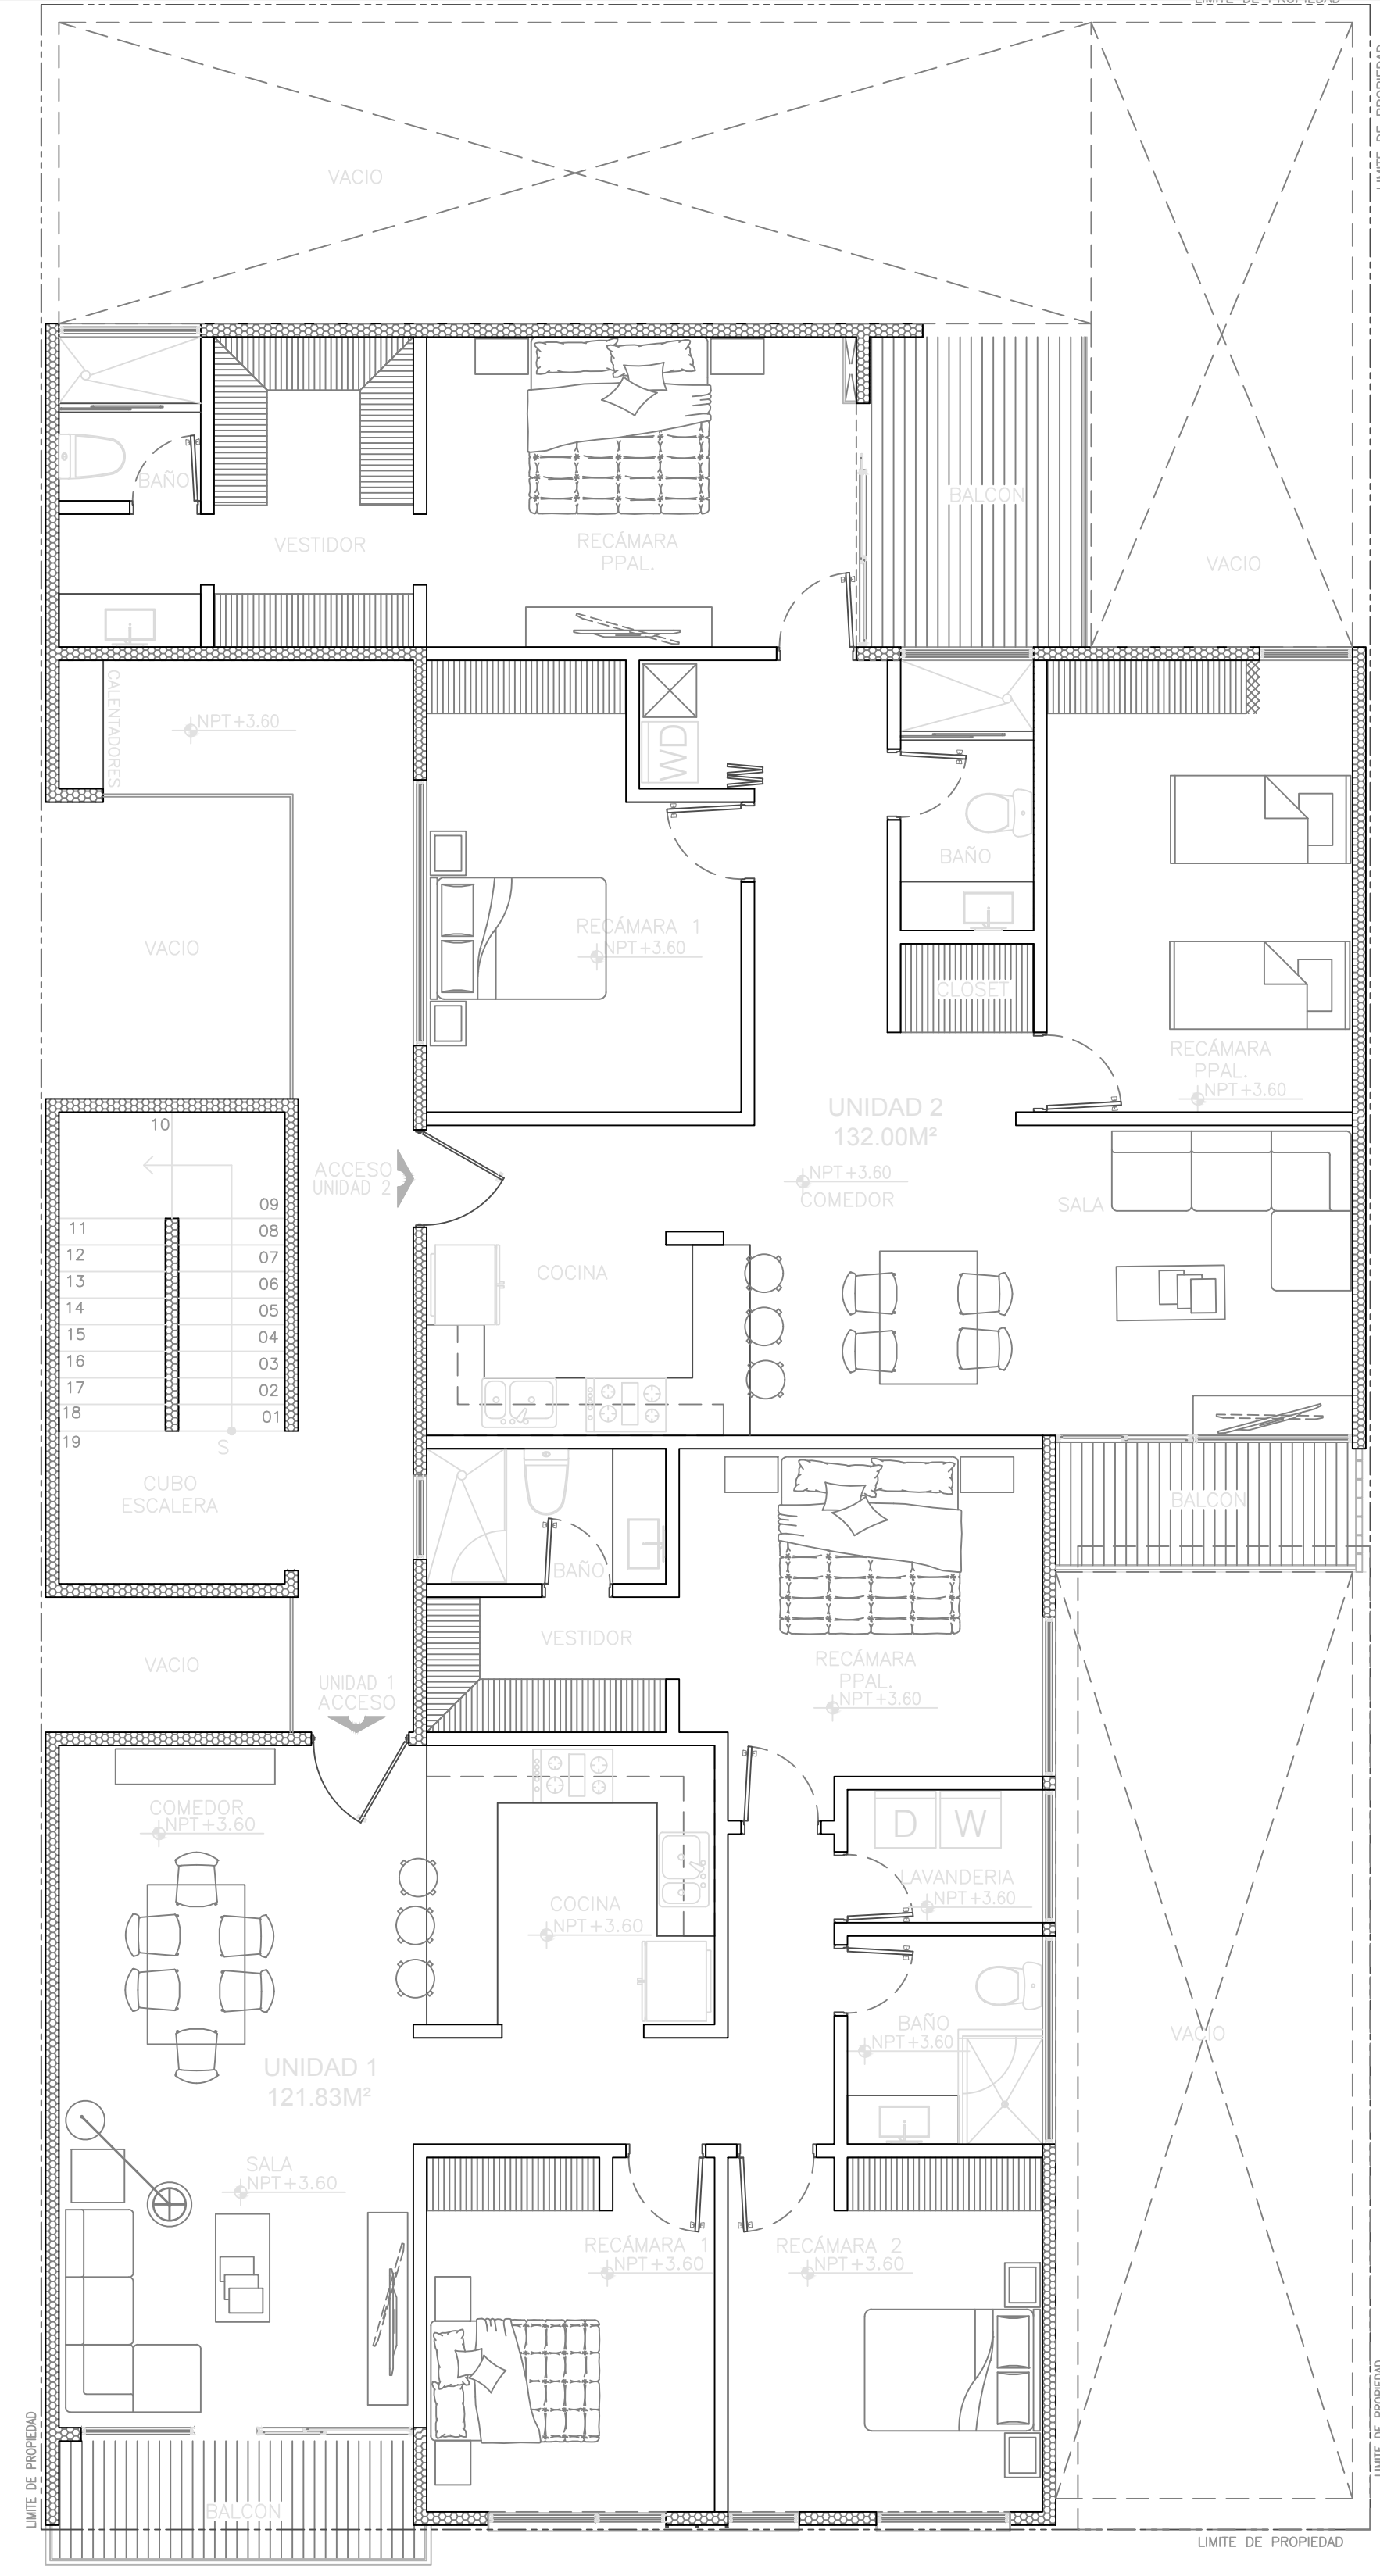 LIMITE DE PROPIEDAD
LIMITE DE PROPIEDAD
VACIO
BAÑO
VESTIDOR
RECÁMARA
PPAL.
BALCON
VACIO
CALENTADORES
NPT+3.60
WD
BAÑO
RECÁMARA 1
NPT+3.60
VACIO
CLOSET
RECÁMARA
PPAL.
NPT+3.60
UNIDAD 2
132.00M²
NPT+3.60
COMEDOR
SALA
ACCESO
UNIDAD 2
10
09
11
08
12
07
13
06
14
05
15
04
16
03
17
02
18
01
19
S
COCINA
CUBO
ESCALERA
BAÑO
BALCON
VESTIDOR
RECÁMARA
PPAL.
NPT+3.60
VACIO
UNIDAD 1
ACCESO
COMEDOR
NPT+3.60
D
W
LAVANDERIA
NPT+3.60
COCINA
NPT+3.60
BAÑO
NPT+3.60
VACIO
UNIDAD 1
121.83M²
SALA
NPT+3.60
RECÁMARA 1
NPT+3.60
RECÁMARA 2
NPT+3.60
BALCON
LIMITE DE PROPIEDAD
LIMITE DE PROPIEDAD
LIMITE DE PROPIEDAD